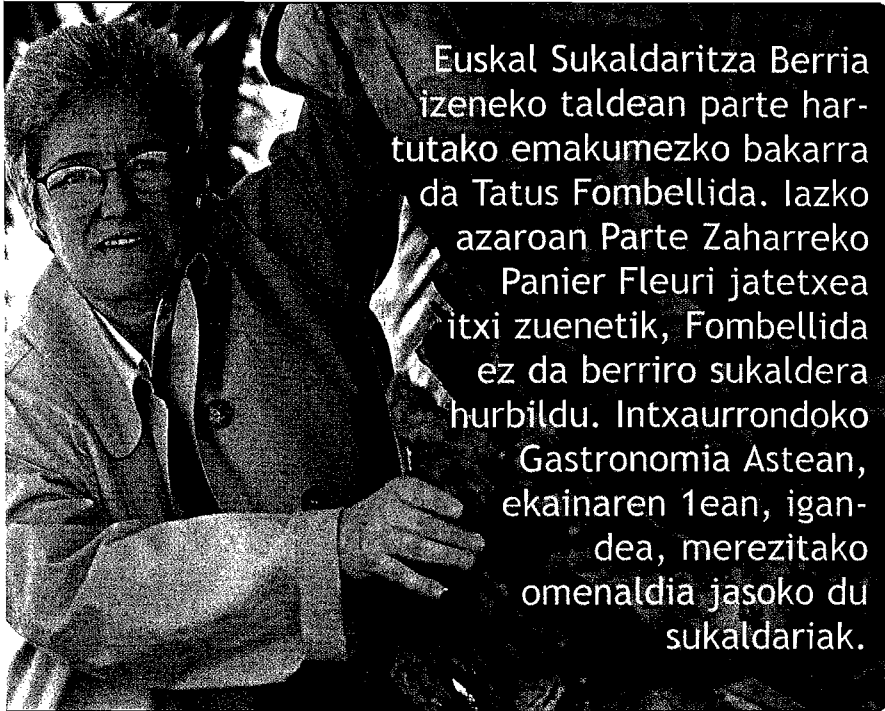 Euskal Sukaldaritza Berria
izeneko taldean parte har-
tutako emakumezko bakarra
da Tatus Fombellida. Iazko
azaroan Parte Zaharreko
Panier Fleuri jatetxea
itxi zuenetik, Fombellida
ez da berriro sukaldera
hurbildu. Intxaurrondoko
Gastronomia Astean,
ekainaren 1ean, igan-
dea, merezitako
omenaldia jasoko du
sukaldariak.